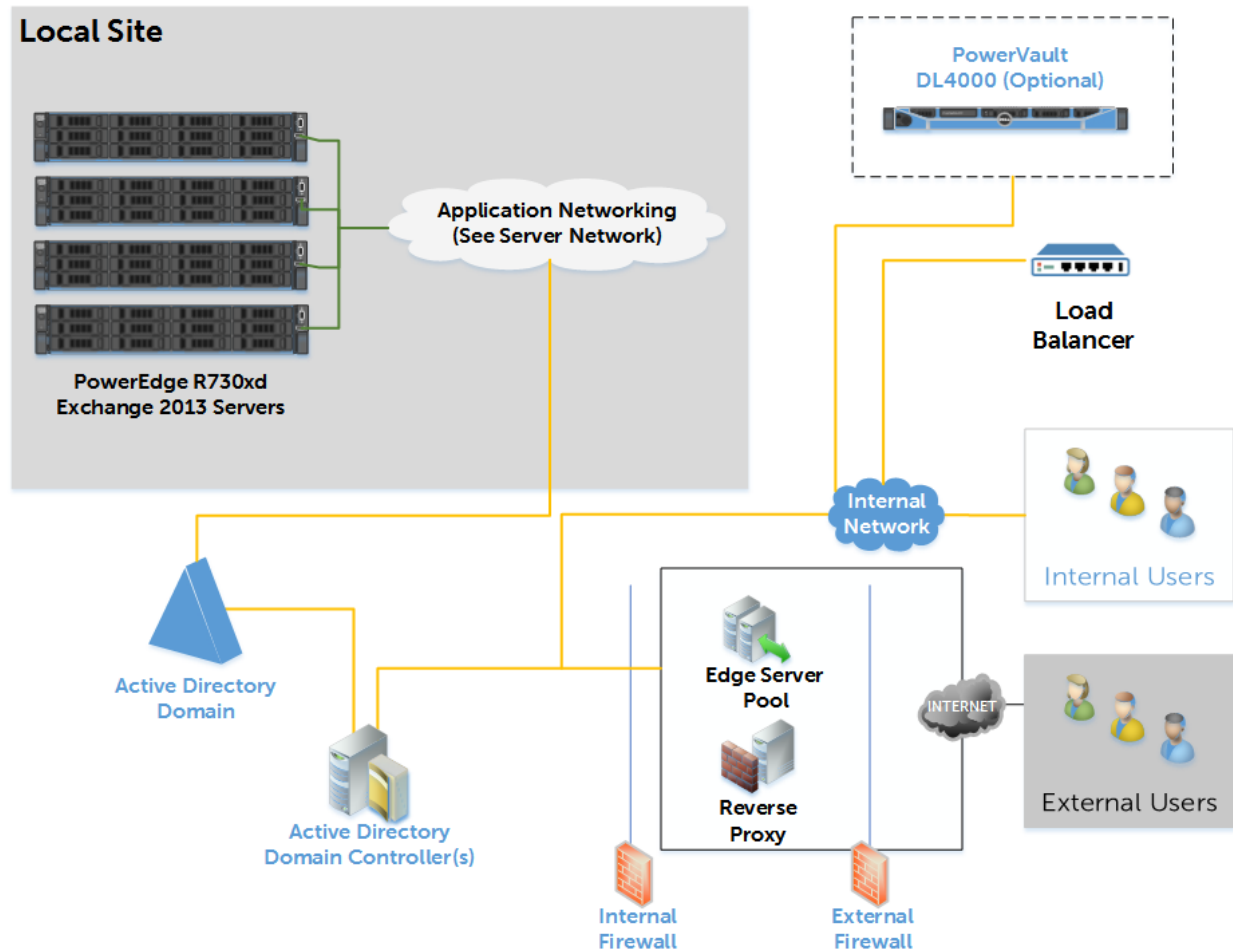 Local Site
PowerEdge R730xd
Exchange 2013 Servers
Application Networking
(See Server Network)
PowerVault
DL4000 (Optional)
Load
Balancer
Internal
Network
Internal Users
Active Directory
Domain
Active Directory
Domain Controller(s)
Edge Server
Pool
Reverse
Proxy
INTERNET
External Users
Internal
Firewall
External
Firewall